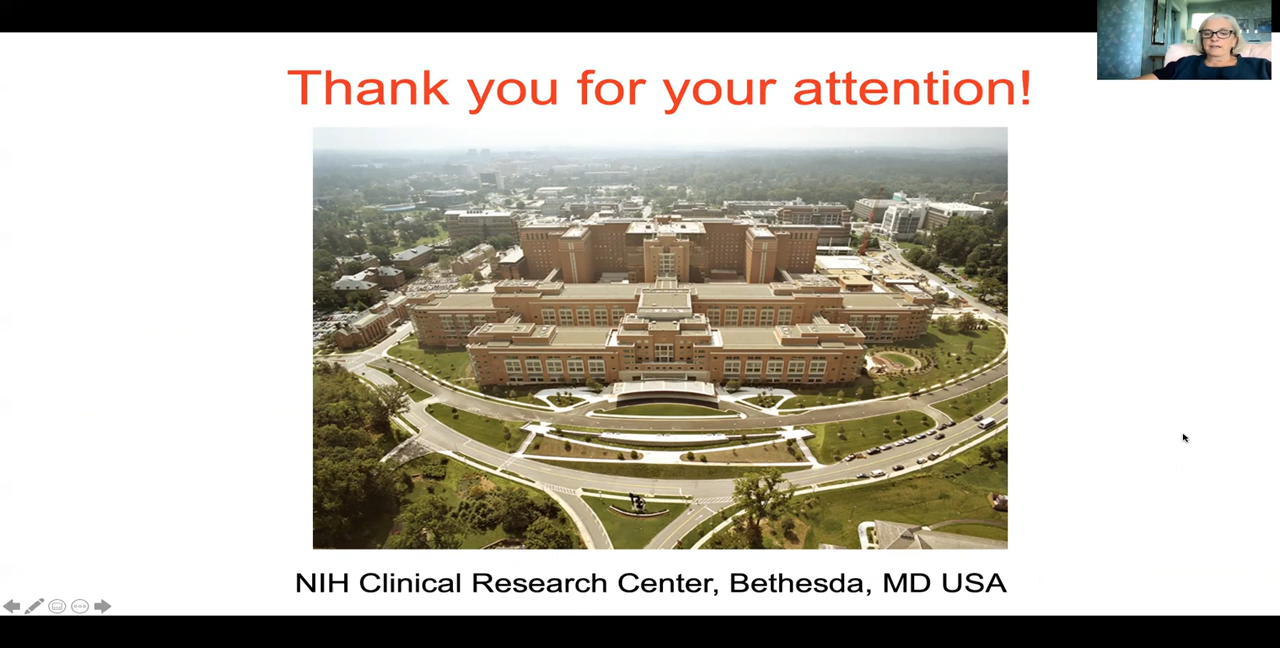 Thank you for your attention!
NIH Clinical Research Center, Bethesda, MD USA